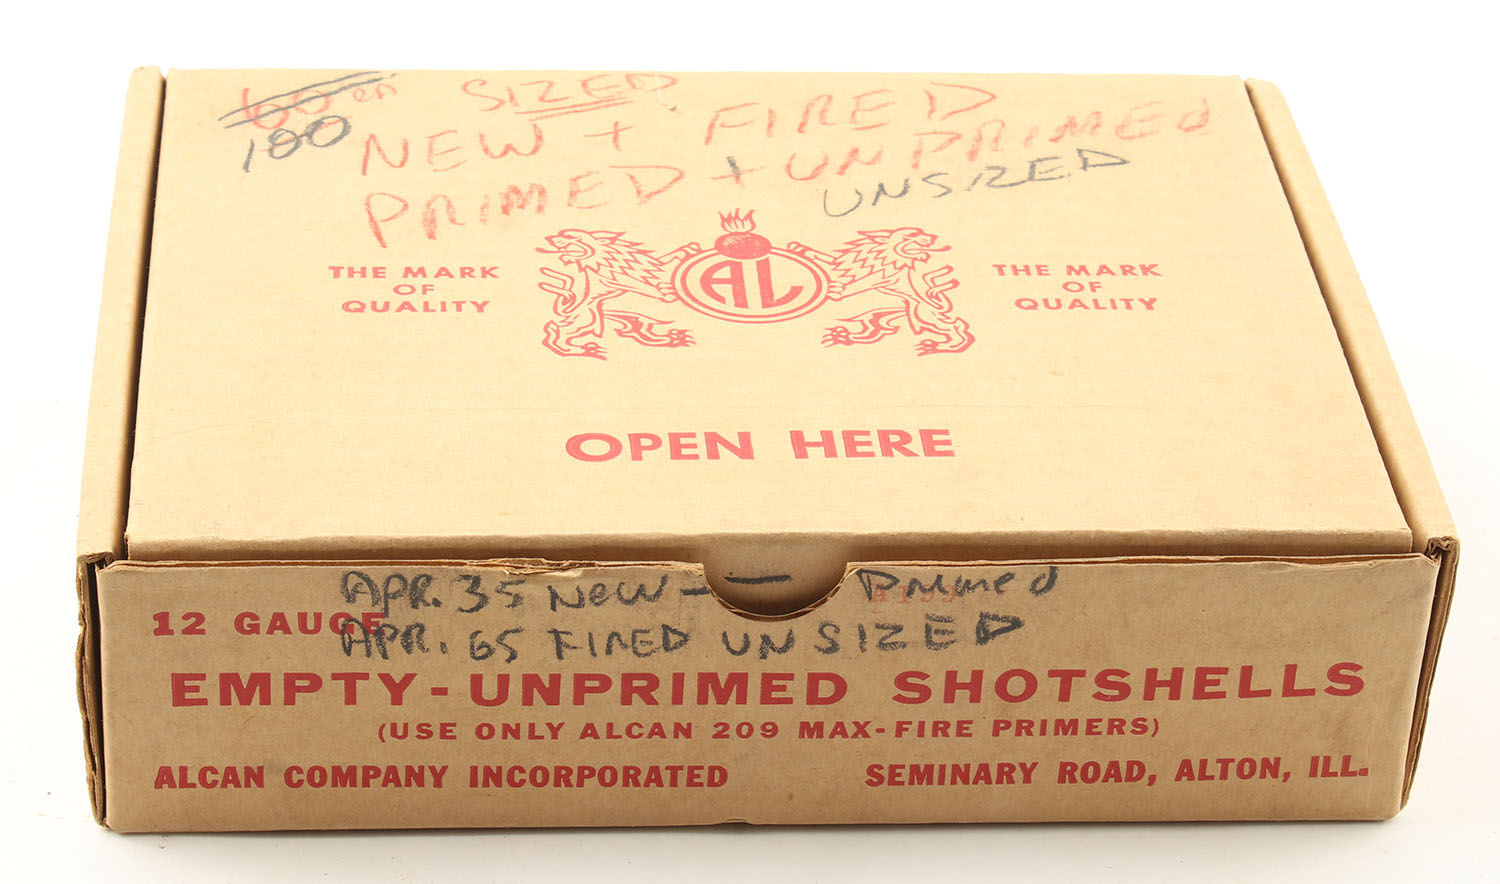 60 en SIZED
100 NEW + FIRED
PRIMED + UNPRIMED
UNSIZED
THE MARK
OF
QUALITY
AL
THE MARK
OF
QUALITY
OPEN HERE
APR. 35 NEW - — PRIMED
12 GAUGE
APR. 65 FIRED UNSIZED
EMPTY-UNPRIMED SHOTSHELLS
(USE ONLY ALCAN 209 MAX-FIRE PRIMERS)
ALCAN COMPANY INCORPORATED
SEMINARY ROAD, ALTON, ILL.